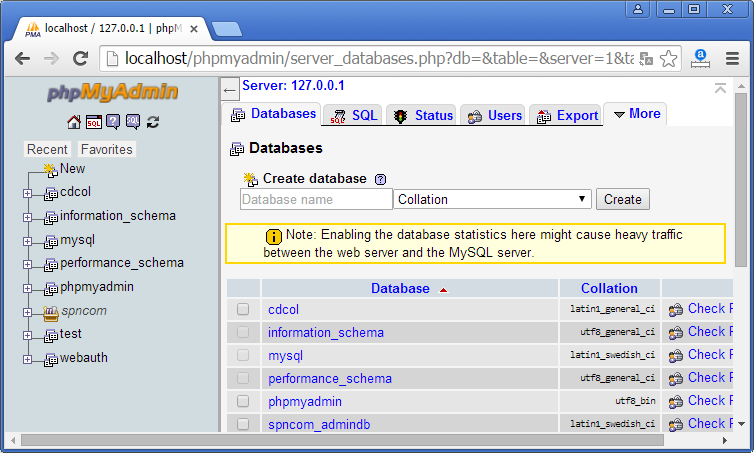 localhost / 127.0.0.1 | phpM
PMA
localhost/phpmyadmin/server_databases.php?db=&table=&server=1&ta
phpMyAdmin
Recent Favorites
New
cdcol
information_schema
mysql
performance_schema
phpmyadmin
spncom
test
webauth
Server: 127.0.0.1
Databases SQL Status Users Export More
Databases
Create database
Database name Collation Create
Note: Enabling the database statistics here might cause heavy traffic
between the web server and the MySQL server.
Database Collation
cdcol latin1_general_ci Check P
information_schema utf8_general_ci Check P
mysql latin1_swedish_ci Check P
performance_schema utf8_general_ci Check P
phpmyadmin utf8_bin Check P
spncom_admindb latin1_swedish_ci Check P